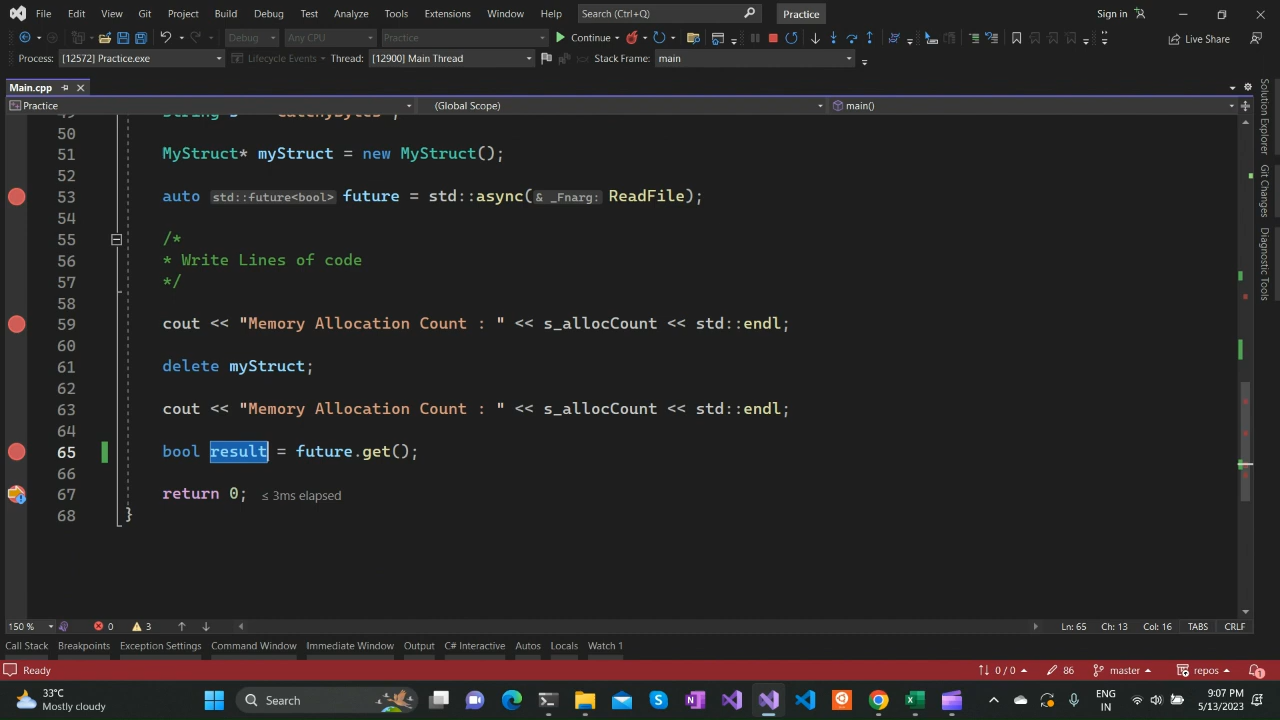 File Edit View Git Project Build Debug Test Analyze Tools Extensions Window Help Search (Ctrl+Q) Practice Sign in
Debug Any CPU Practice Continue Live Share
Process: [12572] Practice.exe Lifecycle Events Thread: [12900] Main Thread Stack Frame: main
Main.cpp
Practice (Global Scope) main()
50
51 MyStruct* myStruct = new MyStruct();
52
53 auto std::future<bool> future = std::async(& _Fnarg: ReadFile);
54
55 /*
56 * Write Lines of code
57 */
58
59 cout << "Memory Allocation Count : " << s_allocCount << std::endl;
60
61 delete myStruct;
62
63 cout << "Memory Allocation Count : " << s_allocCount << std::endl;
64
65 bool result = future.get();
66
67 return 0; ≤ 3ms elapsed
68 }
Solution Explorer
Git Changes
Diagnostic Tools
150 % 0 3 Ln: 65 Ch: 13 Col: 16 TABS CRLF
Call Stack Breakpoints Exception Settings Command Window Immediate Window Output C# Interactive Autos Locals Watch 1
Ready 0 / 0 86 master repos 1
33°C
Mostly cloudy
Search
ENG
IN
9:07 PM
5/13/2023